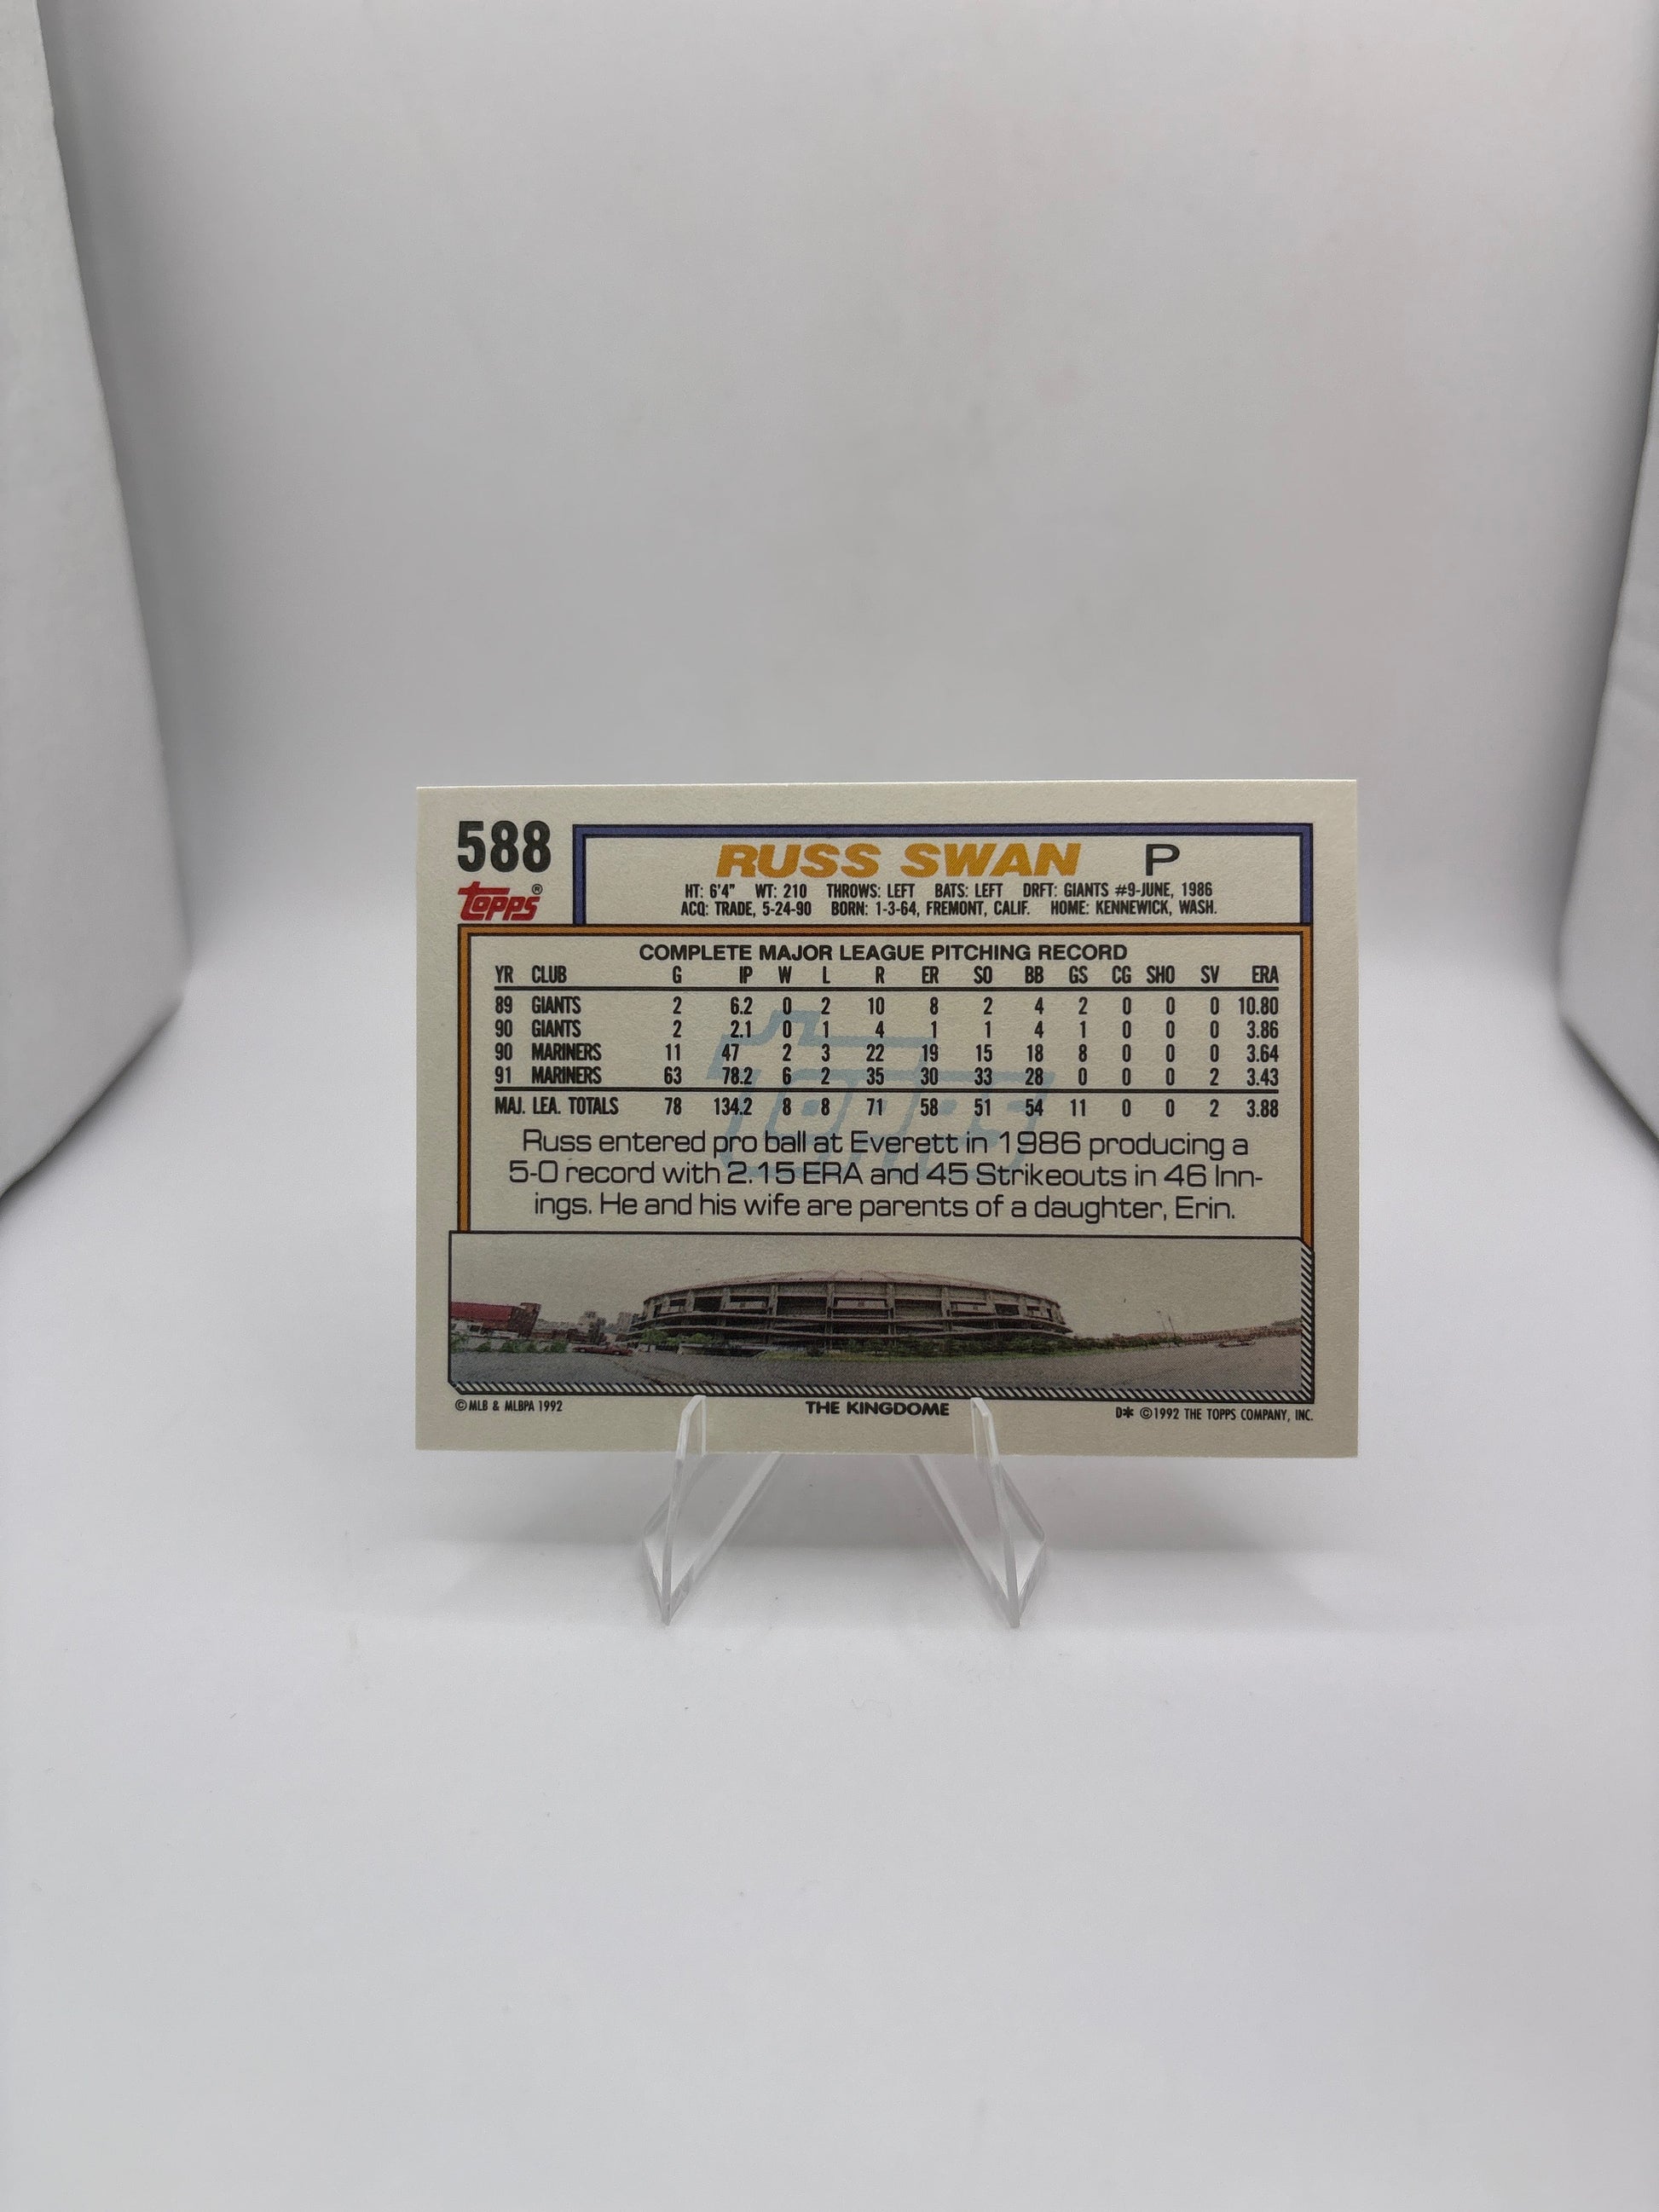 588
RUSS SWAN P
topps®
HT: 6'4" WT: 210 THROWS: LEFT BATS: LEFT DRFT: GIANTS #9-JUNE, 1986
ACQ: TRADE, 5-24-90 BORN: 1-3-64, FREMONT, CALIF. HOME: KENNEWICK, WASH.
COMPLETE MAJOR LEAGUE PITCHING RECORD
YR CLUB G IP W L R ER SO BB GS CG SHO SV ERA
89 GIANTS 2 6.2 0 2 10 8 2 4 2 0 0 0 10.80
90 GIANTS 2 2.1 0 1 4 1 1 4 1 0 0 0 3.86
90 MARINERS 11 47 2 3 22 19 15 18 8 0 0 0 3.64
91 MARINERS 63 78.2 6 2 35 30 33 28 0 0 0 2 3.43
MAJ. LEA. TOTALS 78 134.2 8 8 71 58 51 54 11 0 0 2 3.88
topps
Russ entered pro ball at Everett in 1986 producing a
5-0 record with 2.15 ERA and 45 Strikeouts in 46 Inn-
ings. He and his wife are parents of a daughter, Erin.
© MLB & MLBPA 1992
THE KINGDOME
D* ©1992 THE TOPPS COMPANY, INC.